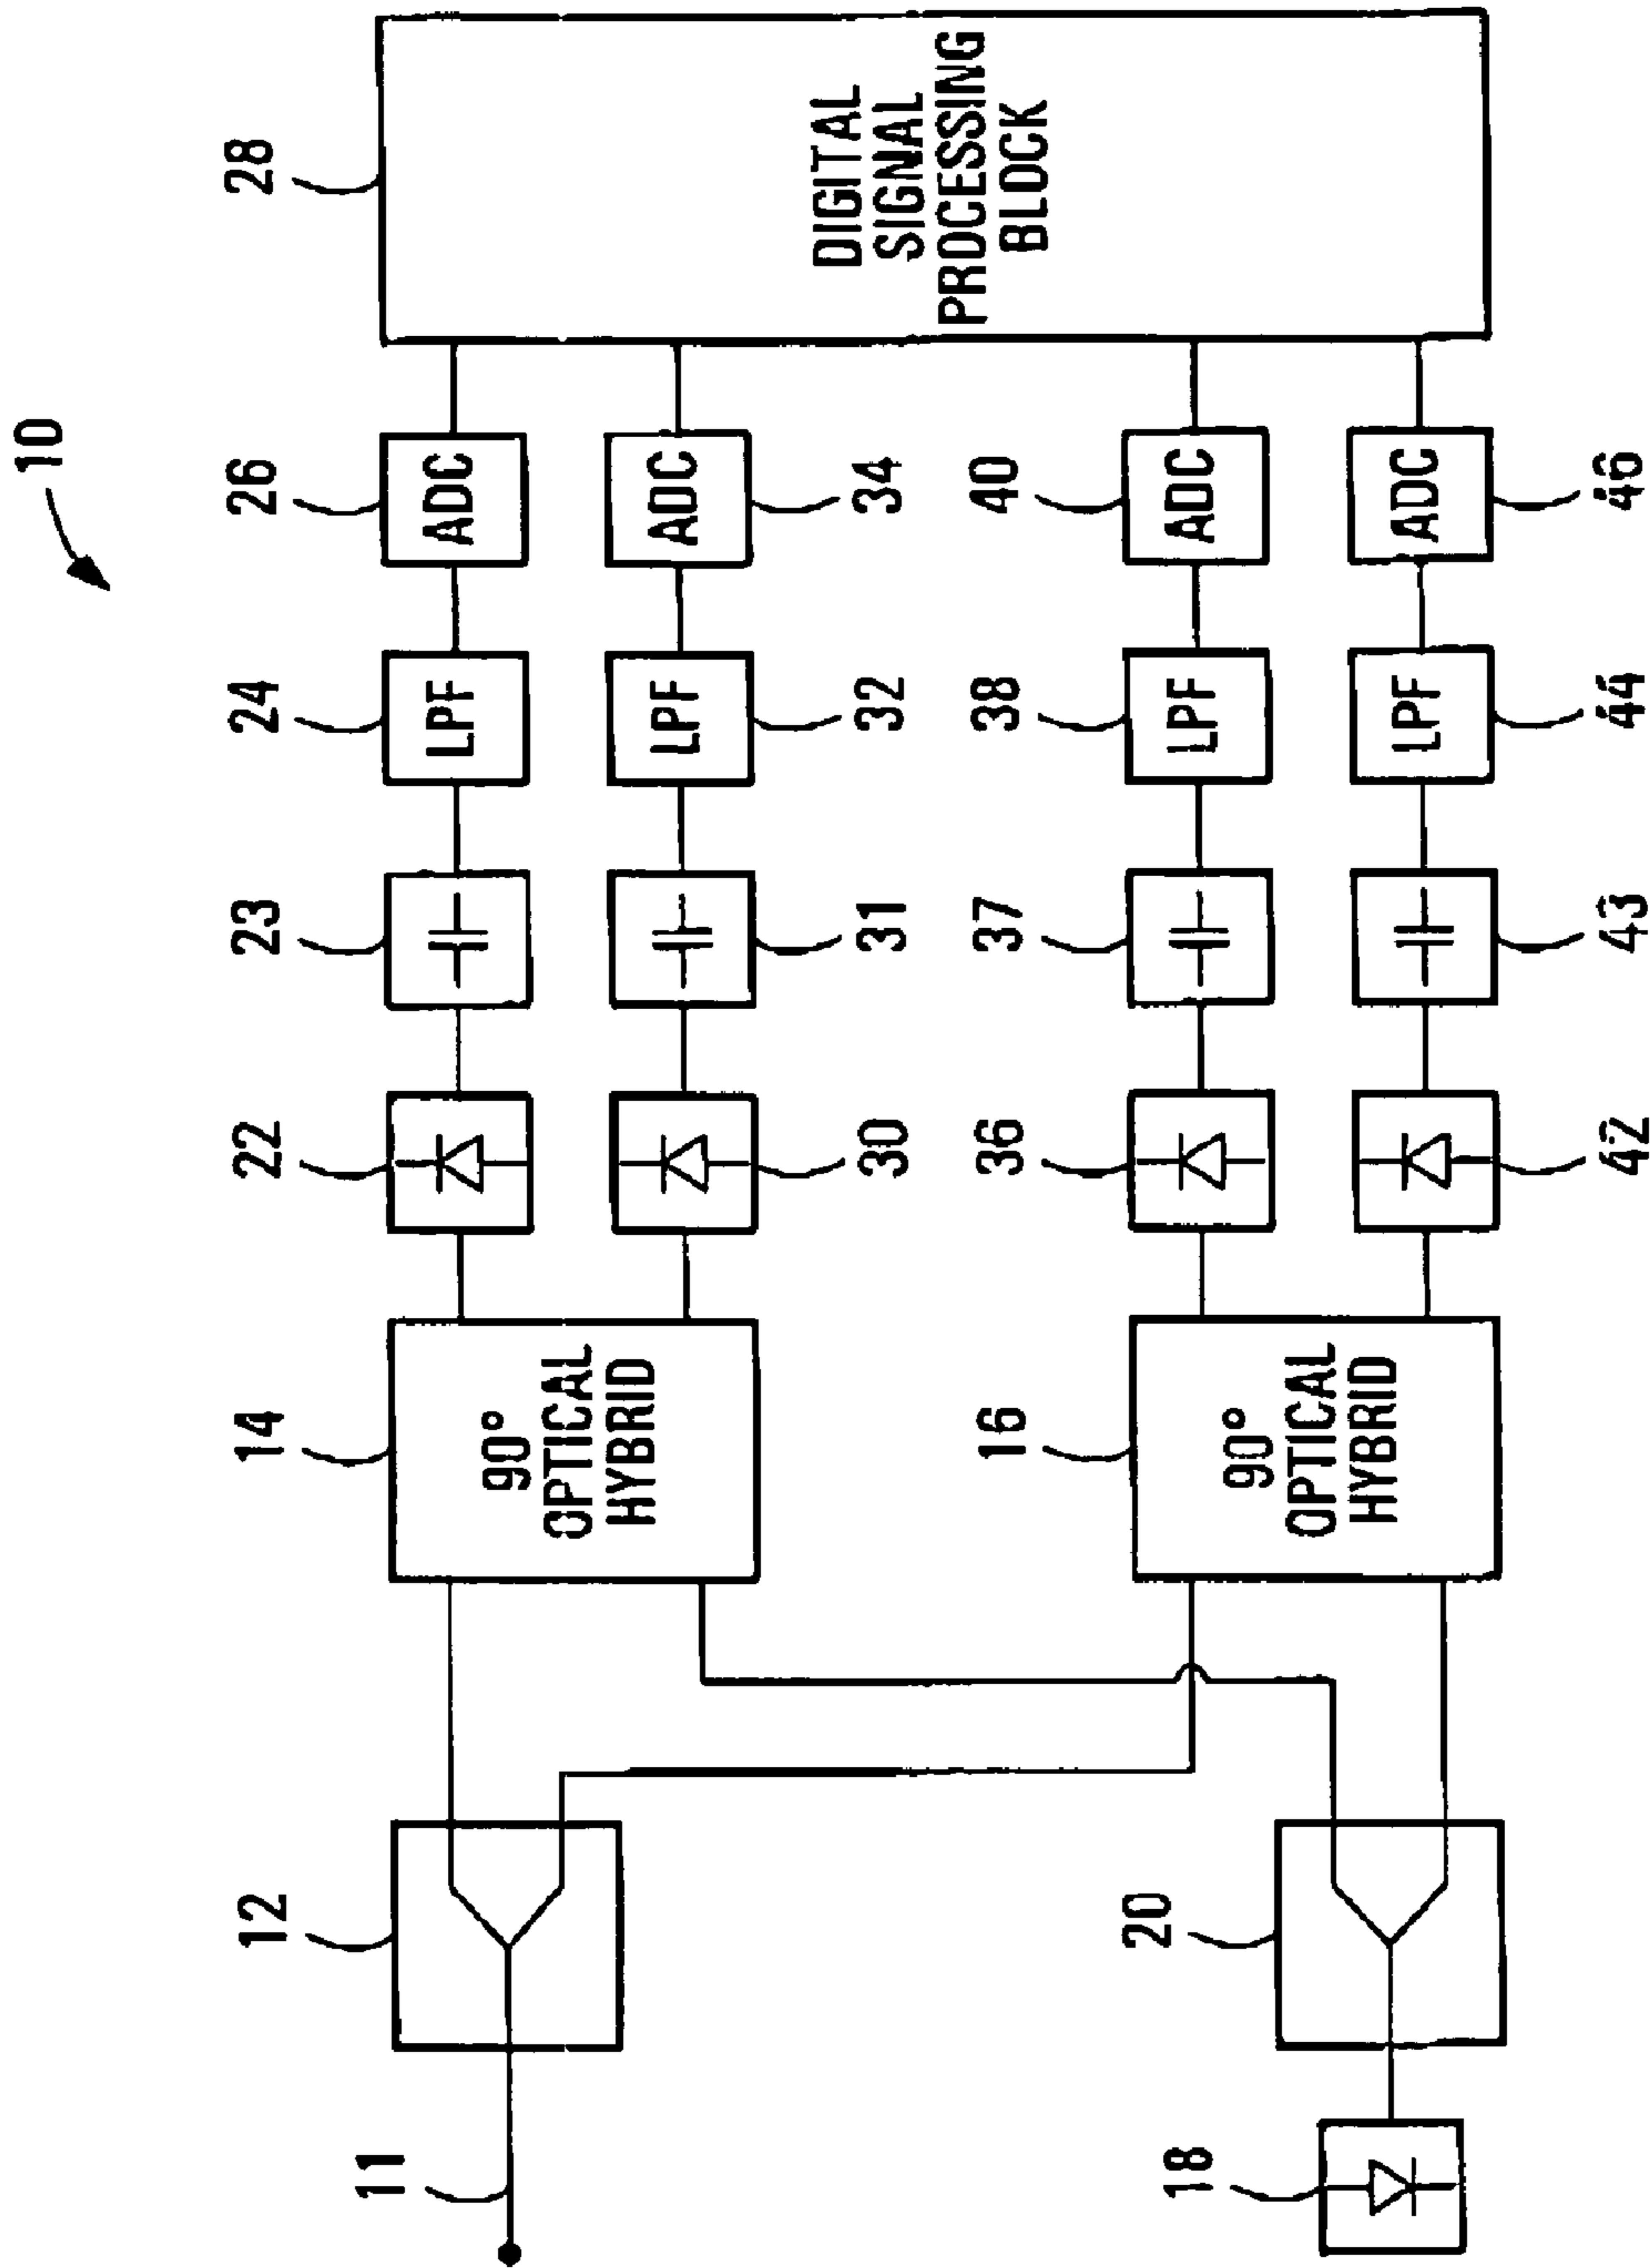 10
12
14
22
23
24
26
28
11
LPF
ADC
90°
OPTICAL
HYBRID
LPF
ADC
30
31
32
34
DIGITAL
SIGNAL
PROCESSING
BLOCK
16
36
37
38
40
20
18
LPF
ADC
90°
OPTICAL
HYBRID
LPF
ADC
42
43
44
46